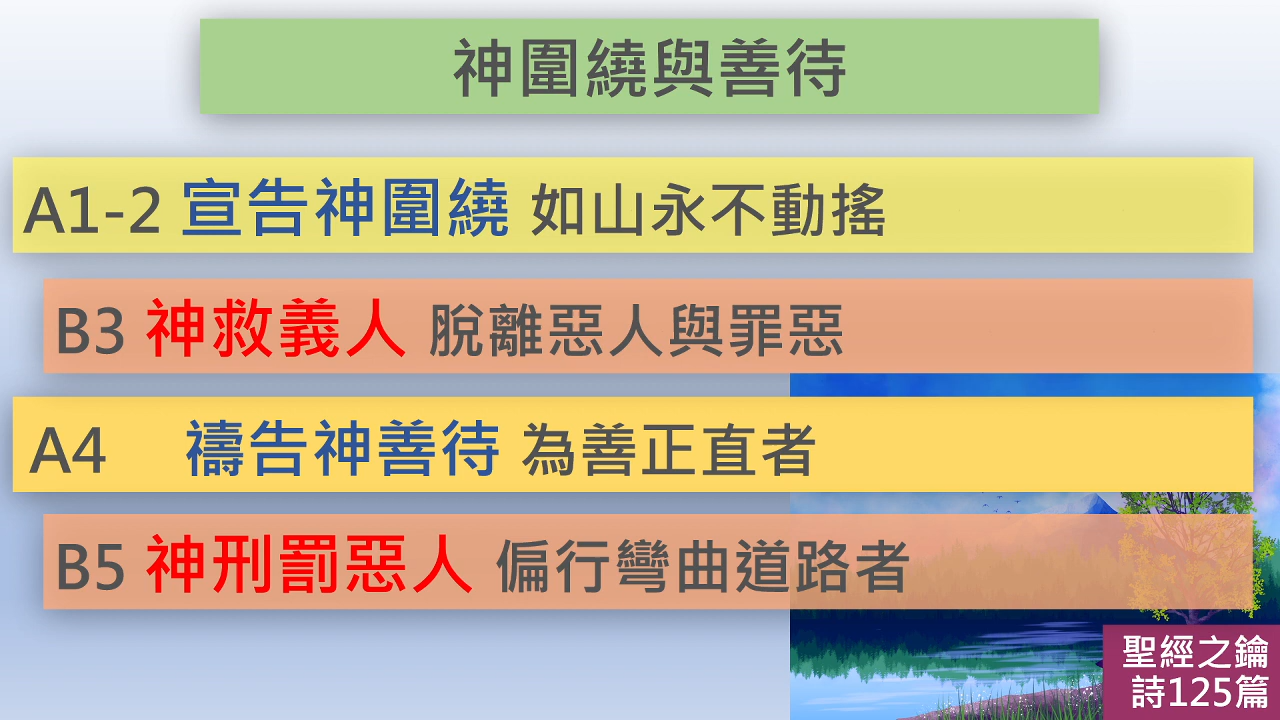 神圍繞與善待
A1-2 宣告神圍繞 如山永不動搖
B3 神救義人 脫離惡人與罪惡
A4 禱告神善待 為善正直者
B5 神刑罰惡人 偏行彎曲道路者
聖經之鑰
詩125篇